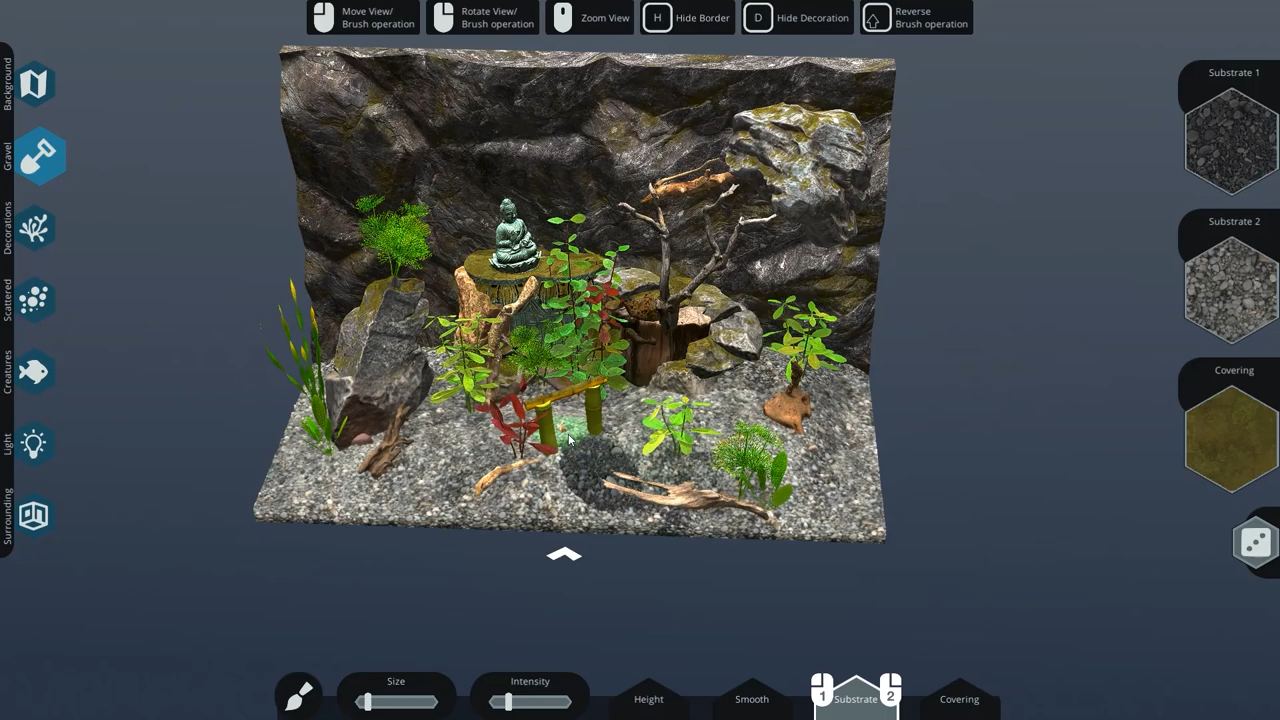 Move View/
Brush operation
Rotate View/
Brush operation
Zoom View
H
Hide Border
D
Hide Decoration
Reverse
Brush operation
Background
Gravel
Decorations
Scattered
Creatures
Light
Surrounding
Substrate 1
Substrate 2
Covering
Size
Intensity
Height
Smooth
1
Substrate
2
Covering